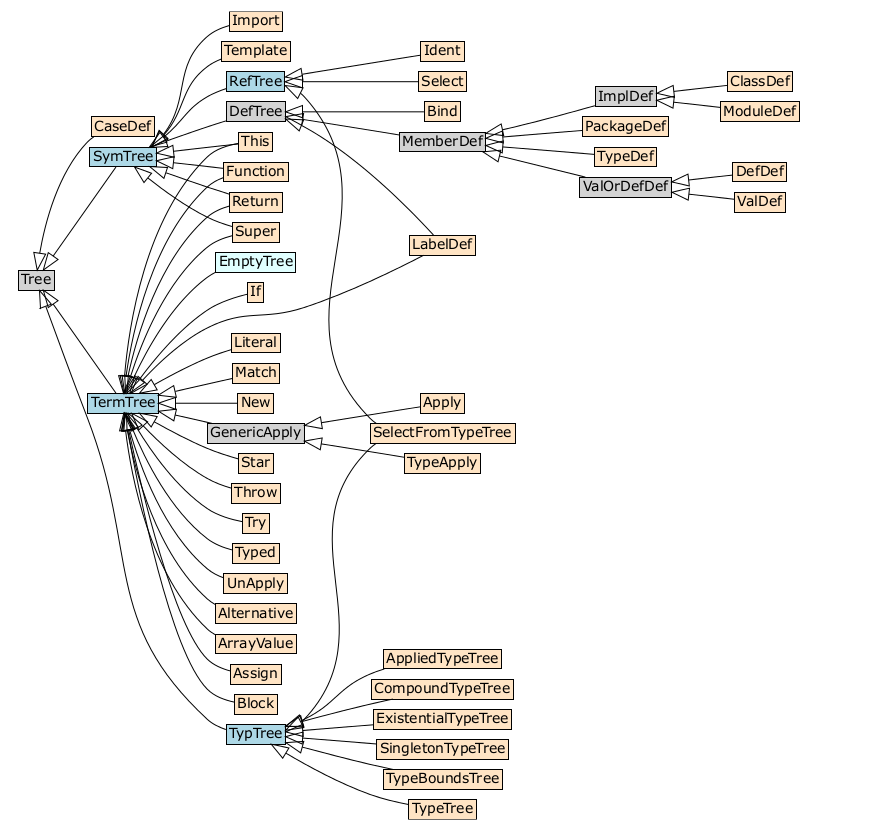 Import
Template
Ident
RefTree
Select
ClassDef
ImplDef
DefTree
Bind
ModuleDef
CaseDef
PackageDef
This
MemberDef
SymTree
TypeDef
Function
DefDef
ValOrDefDef
Return
ValDef
Super
LabelDef
EmptyTree
Tree
If
Literal
Match
TermTree
New
Apply
GenericApply
SelectFromTypeTree
Star
TypeApply
Throw
Try
Typed
UnApply
Alternative
ArrayValue
AppliedTypeTree
Assign
CompoundTypeTree
Block
ExistentialTypeTree
TypTree
SingletonTypeTree
TypeBoundsTree
TypeTree